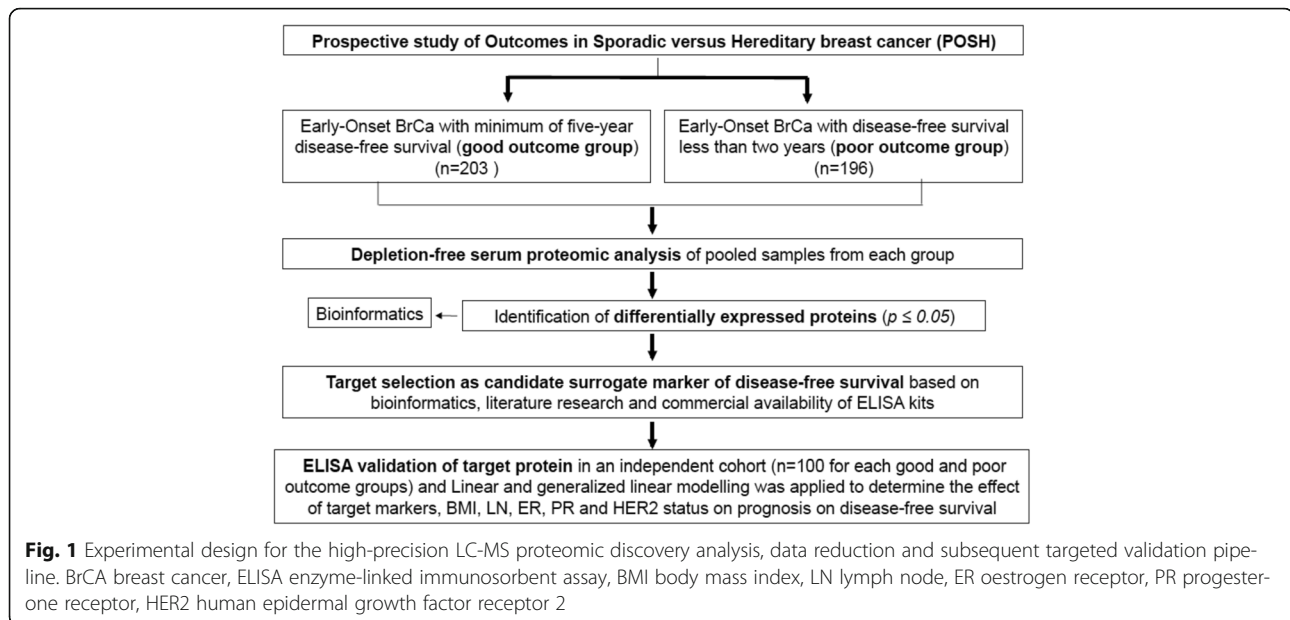 Prospective study of Outcomes in Sporadic versus Hereditary breast cancer (POSH)
Early-Onset BrCa with minimum of five-year
disease-free survival (good outcome group)
(n=203 )
Early-Onset BrCa with disease-free survival
less than two years (poor outcome group)
(n=196)
Depletion-free serum proteomic analysis of pooled samples from each group
Bioinformatics
Identification of differentially expressed proteins (p ≤ 0.05)
Target selection as candidate surrogate marker of disease-free survival based on
bioinformatics, literature research and commercial availability of ELISA kits
ELISA validation of target protein in an independent cohort (n=100 for each good and poor
outcome groups) and Linear and generalized linear modelling was applied to determine the effect
of target markers, BMI, LN, ER, PR and HER2 status on prognosis on disease-free survival
Fig. 1 Experimental design for the high-precision LC-MS proteomic discovery analysis, data reduction and subsequent targeted validation pipe-
line. BrCA breast cancer, ELISA enzyme-linked immunosorbent assay, BMI body mass index, LN lymph node, ER oestrogen receptor, PR progester-
one receptor, HER2 human epidermal growth factor receptor 2